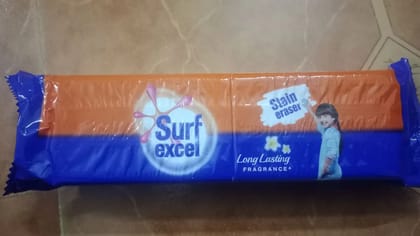 Surf
excel
Stain
eraser
Long Lasting
FRAGRANCE+